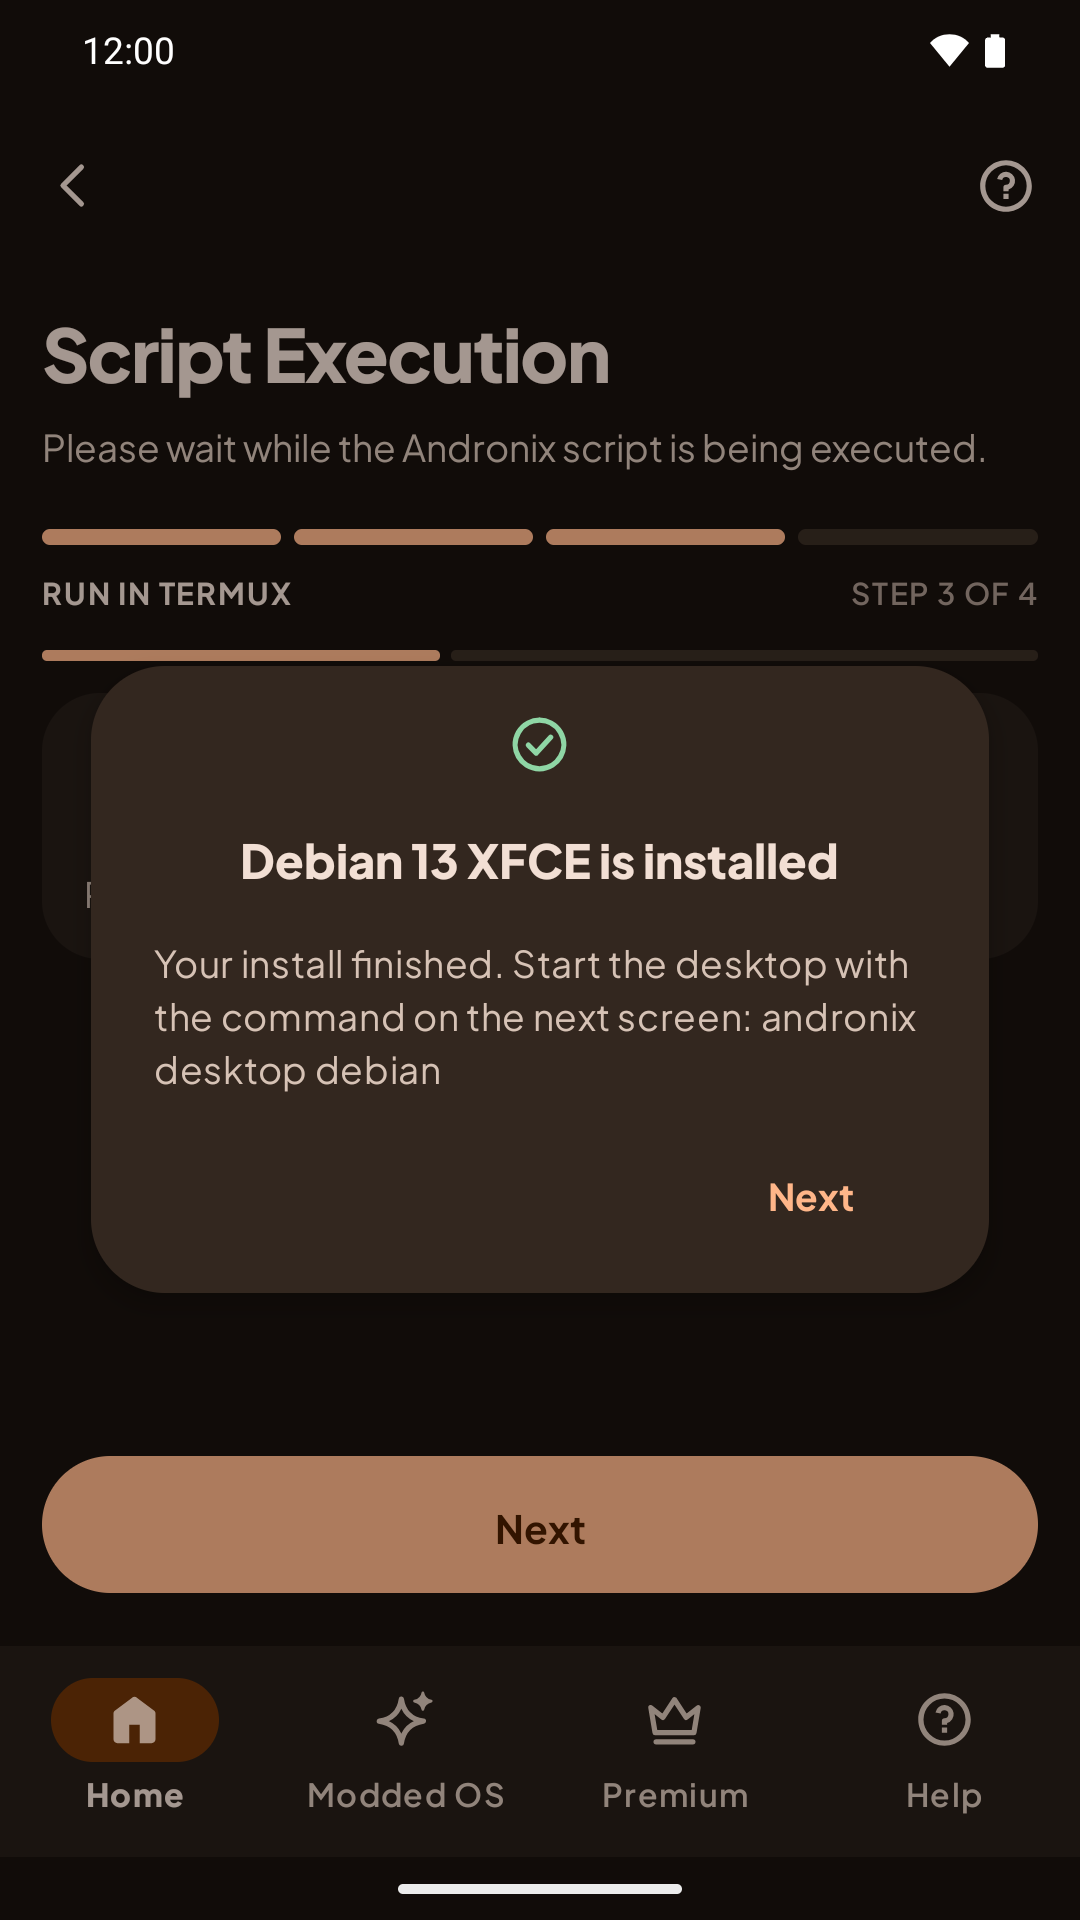 12:00
Script Execution
Please wait while the Andronix script is being executed.
RUN IN TERMUX
STEP 3 OF 4
Debian 13 XFCE is installed
Your install finished. Start the desktop with
the command on the next screen: andronix
desktop debian
Next
Next
Home
Modded OS
Premium
Help